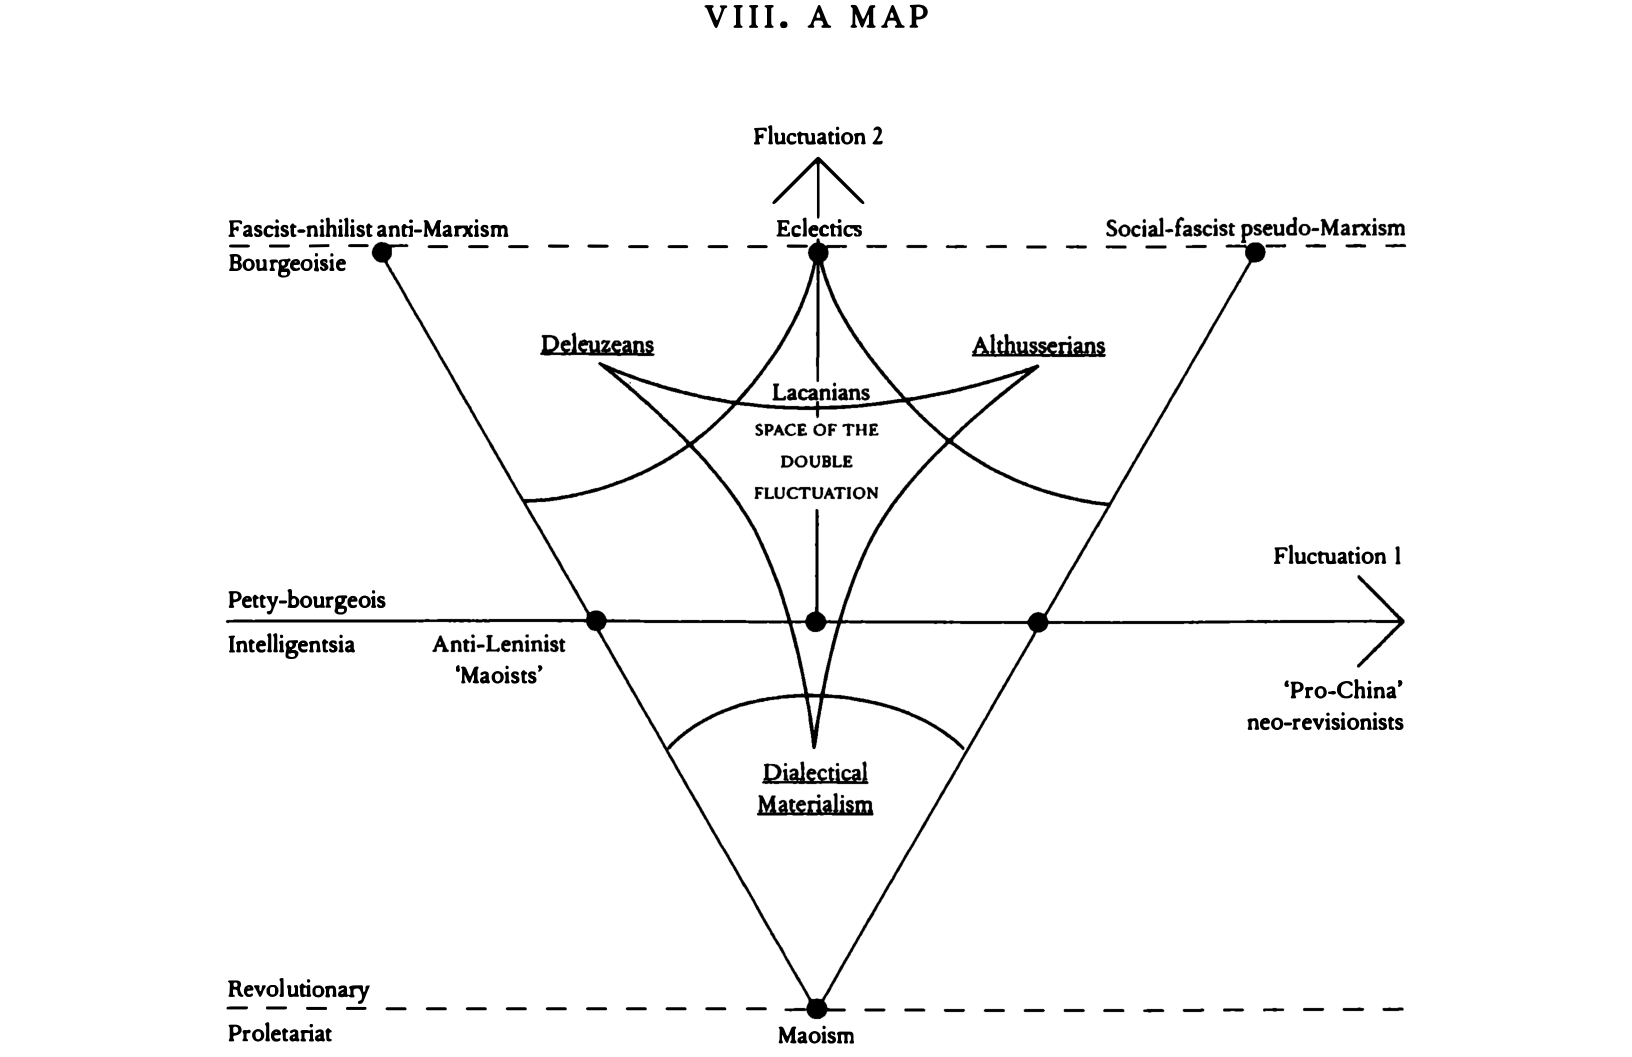 VIII. A MAP
Fluctuation 2
Fascist-nihilist anti-Marxism
Eclectics
Social-fascist pseudo-Marxism
Bourgeoisie
Deleuzeans
Althusserians
Lacanians
SPACE OF THE
DOUBLE
FLUCTUATION
Fluctuation 1
Petty-bourgeois
Intelligentsia
Anti-Leninist
‘Maoists’
‘Pro-China’
neo-revisionists
Dialectical
Materialism
Revolutionary
Proletariat
Maoism